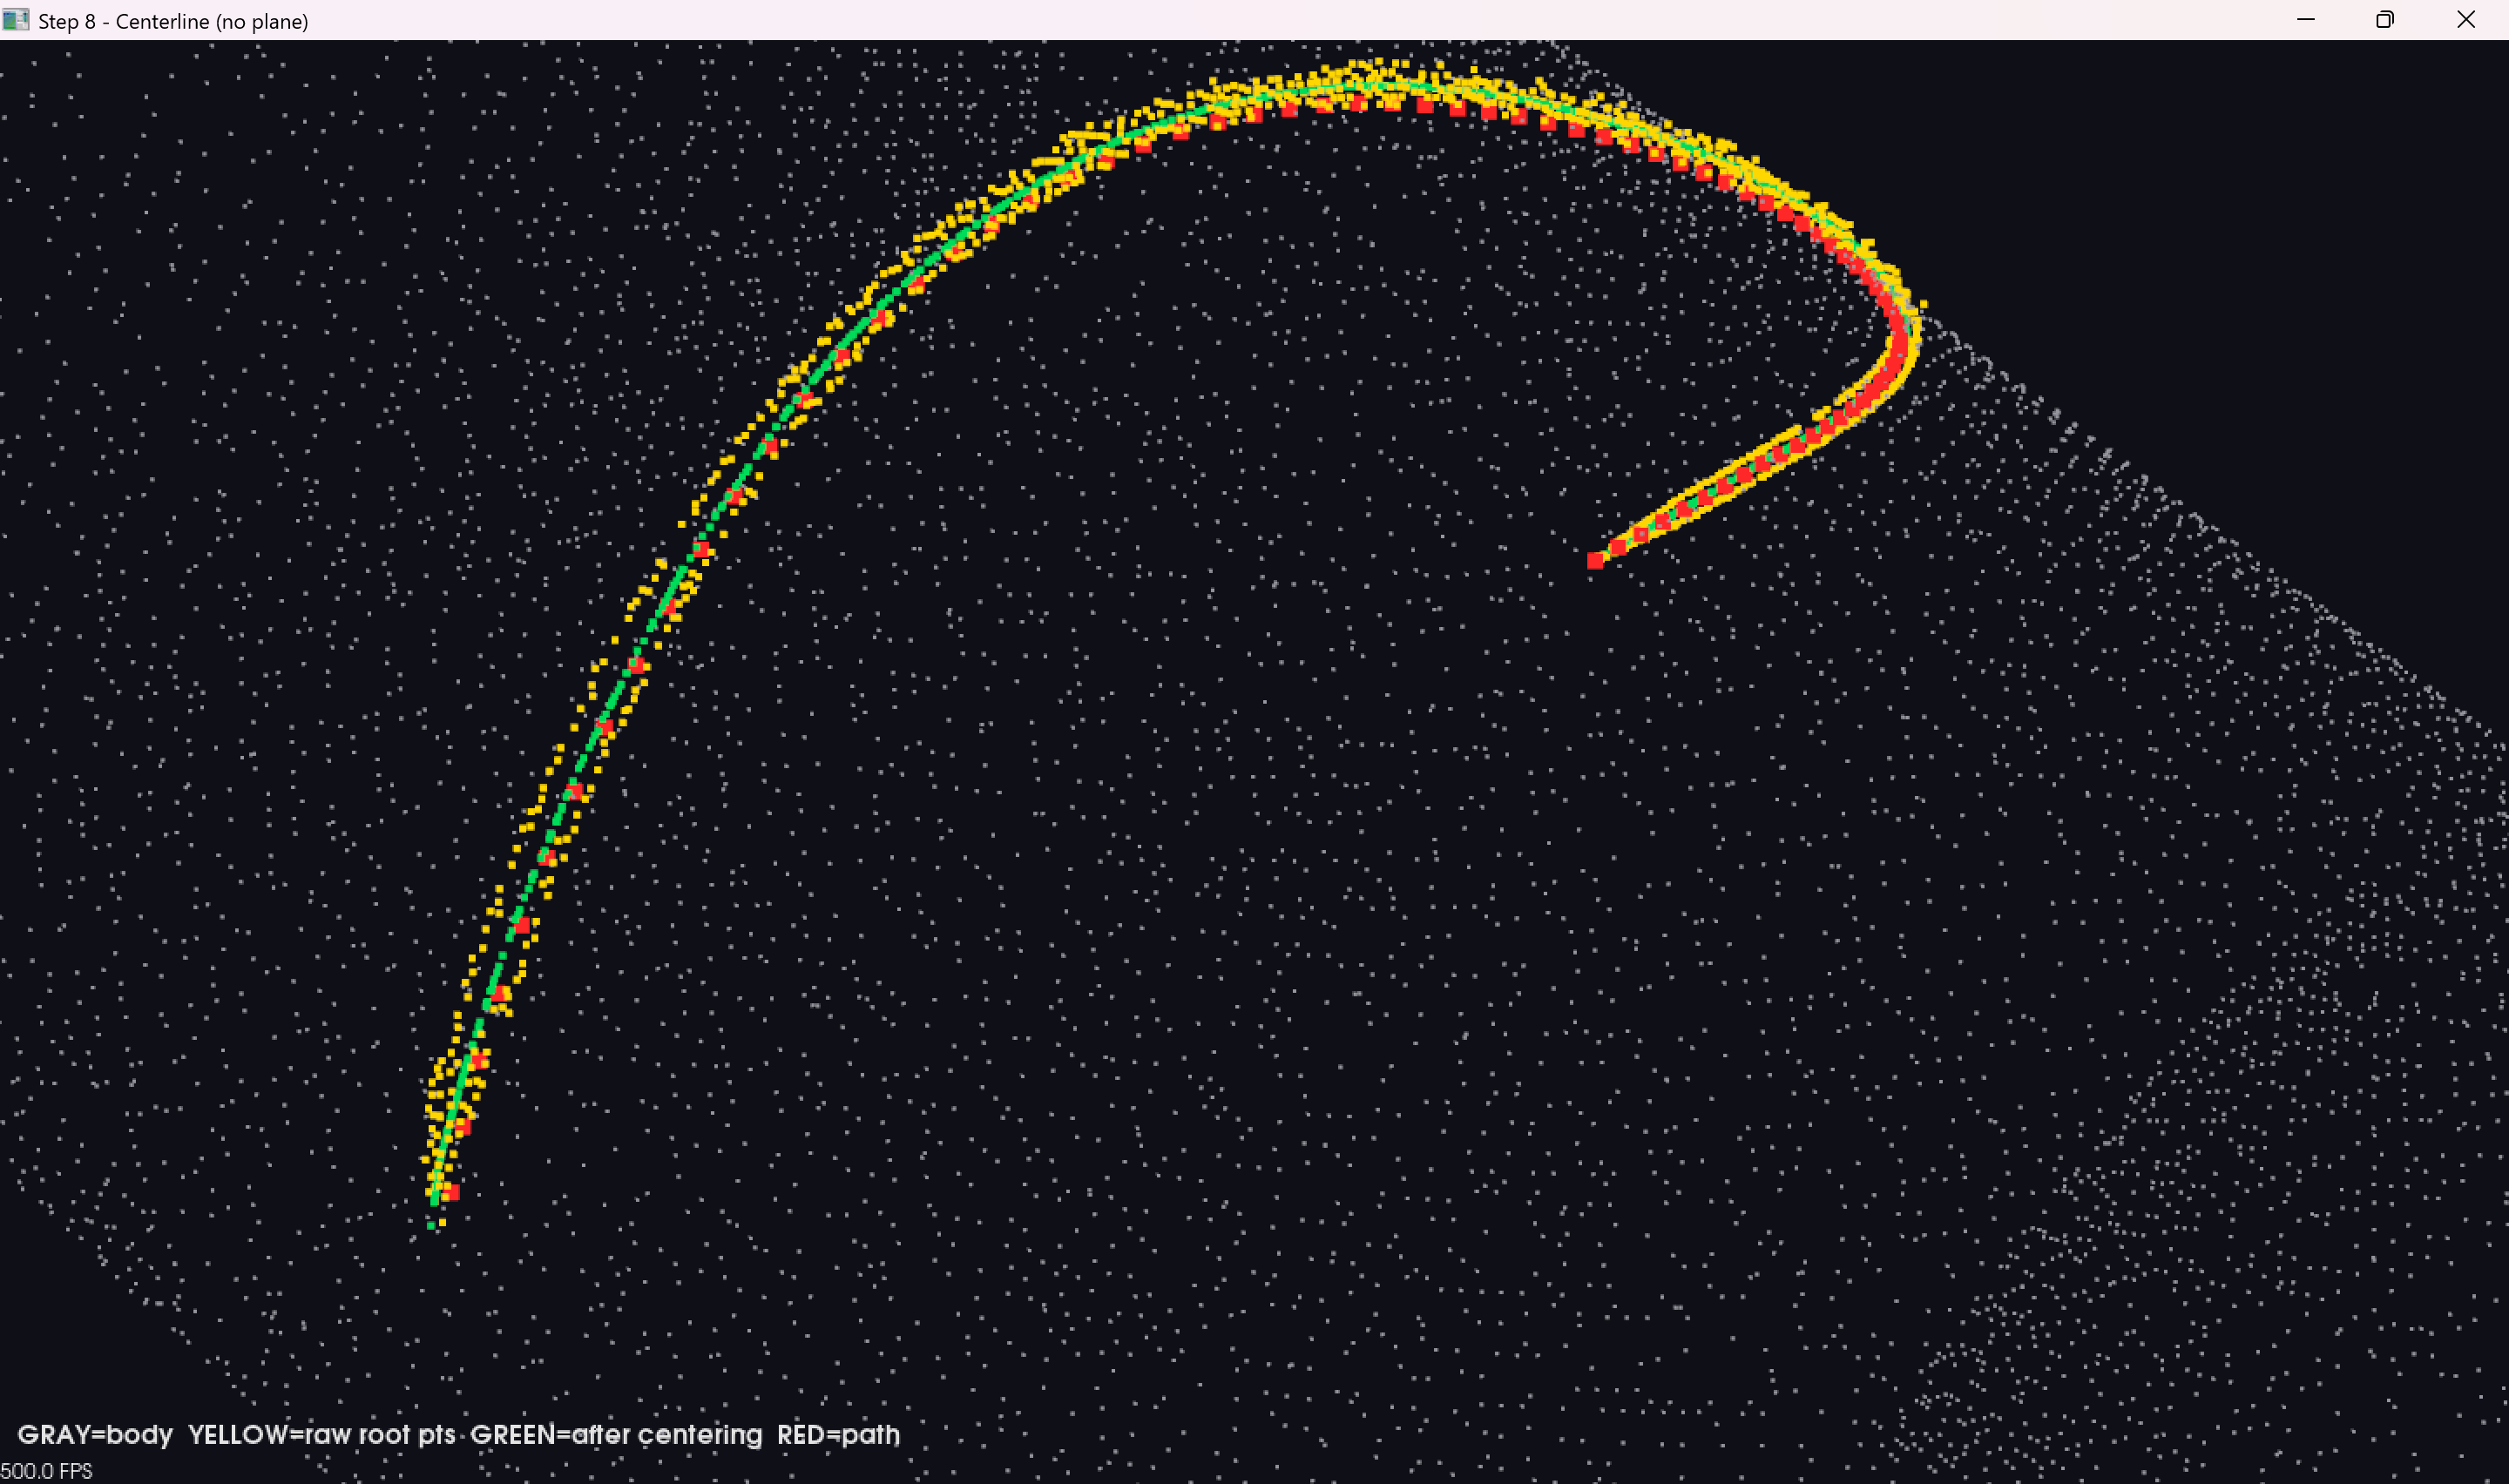 Step 8 - Centerline (no plane)
GRAY=body YELLOW=raw root pts GREEN=after centering RED=path
500.0 FPS